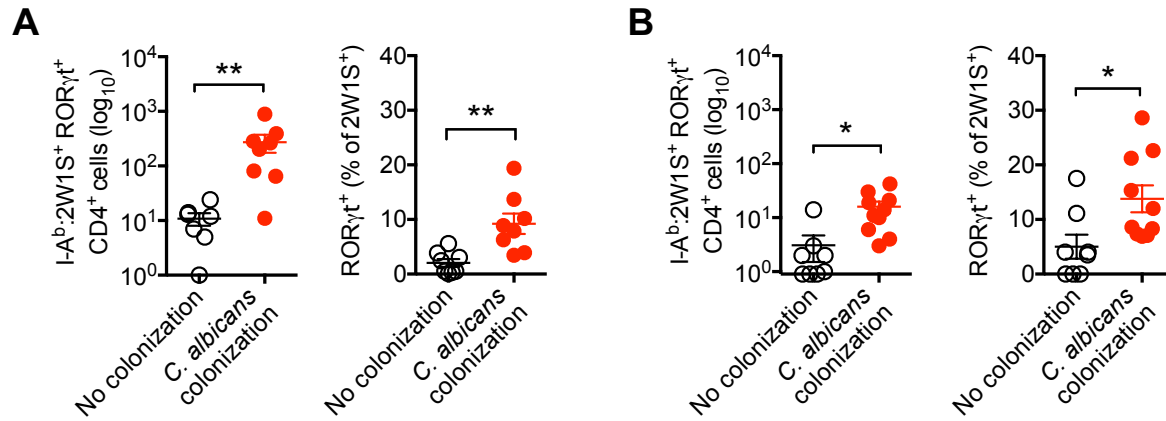 A
I-Aᵇ:2W1S⁺ RORγt⁺
CD4⁺ cells (log₁₀)
10⁴
10³
10²
10¹
10⁰
**
No colonization
C. albicans
colonization
RORγt⁺ (% of 2W1S⁺)
40
30
20
10
0
**
No colonization
C. albicans
colonization
B
I-Aᵇ:2W1S⁺ RORγt⁺
CD4⁺ cells (log₁₀)
10⁴
10³
10²
10¹
10⁰
*
No colonization
C. albicans
colonization
RORγt⁺ (% of 2W1S⁺)
40
30
20
10
0
*
No colonization
C. albicans
colonization